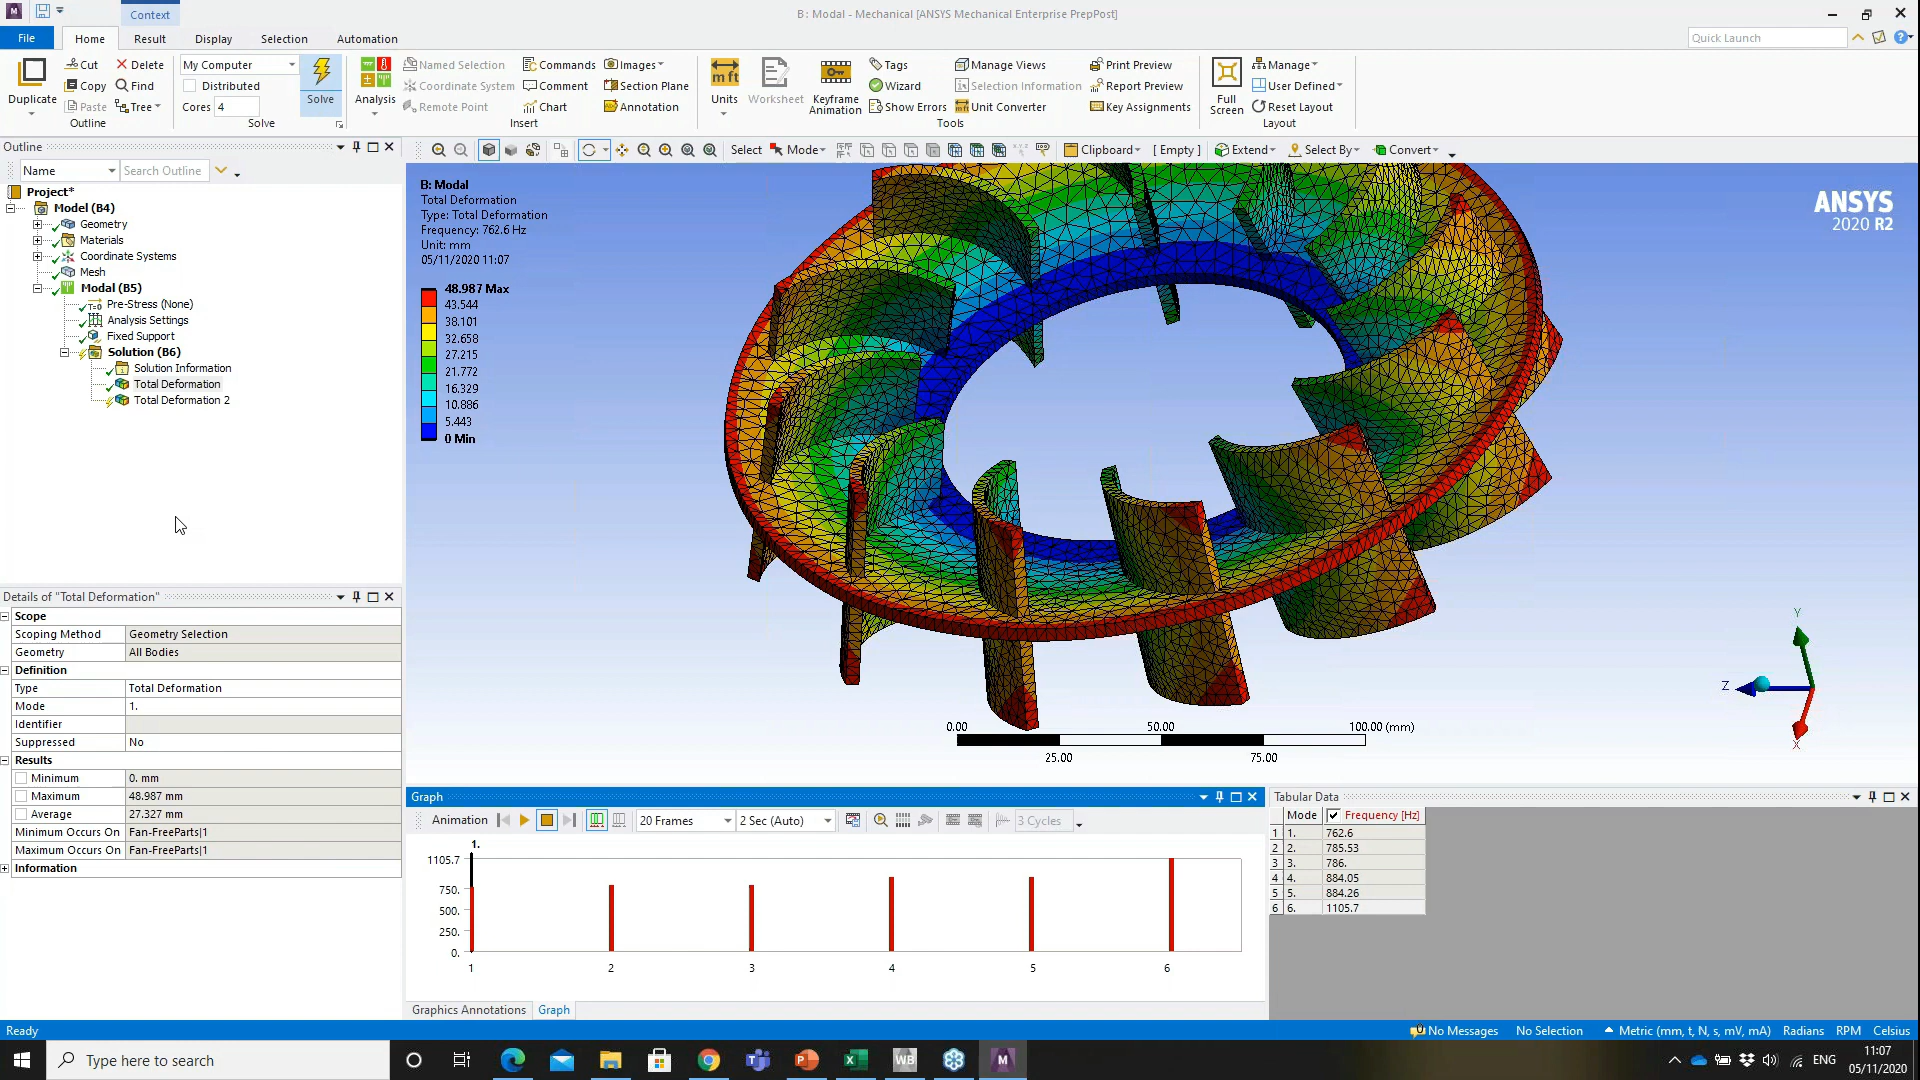 Context
B : Modal - Mechanical [ANSYS Mechanical Enterprise PrepPost]
File Home Result Display Selection Automation
Quick Launch
Duplicate
Cut
Copy
Paste
Delete
Find
Tree
Outline
My Computer
Distributed
Cores 4
Solve
Solve
Analysis
Named Selection
Coordinate System
Remote Point
Commands
Comment
Chart
Images
Section Plane
Annotation
Insert
Units
Worksheet
Keyframe Animation
Tags
Wizard
Show Errors
Manage Views
Selection Information
Unit Converter
Print Preview
Report Preview
Key Assignments
Tools
Full Screen
Manage
User Defined
Reset Layout
Layout
Outline
Name
Search Outline
Project*
Model (B4)
Geometry
Materials
Coordinate Systems
Mesh
Modal (B5)
Pre-Stress (None)
Analysis Settings
Fixed Support
Solution (B6)
Solution Information
Total Deformation
Total Deformation 2
Select Mode
Clipboard [ Empty ] Extend Select By Convert
B: Modal
Total Deformation
Type: Total Deformation
Frequency: 762.6 Hz
Unit: mm
05/11/2020 11:07
48.987 Max
43.544
38.101
32.658
27.215
21.772
16.329
10.886
5.443
0 Min
ANSYS
2020 R2
Y
Z
X
0.00 50.00 100.00 (mm)
25.00 75.00
Details of "Total Deformation"
Scope
Scoping Method Geometry Selection
Geometry All Bodies
Definition
Type Total Deformation
Mode 1.
Identifier
Suppressed No
Results
Minimum 0. mm
Maximum 48.987 mm
Average 27.327 mm
Minimum Occurs On Fan-FreeParts|1
Maximum Occurs On Fan-FreeParts|1
Information
Graph
Animation 20 Frames 2 Sec (Auto) 3 Cycles
1.
1105.7
750.
500.
250.
0.
1 2 3 4 5 6
Graphics Annotations Graph
Tabular Data
Mode Frequency [Hz]
1 1. 762.6
2 2. 785.53
3 3. 786.
4 4. 884.05
5 5. 884.26
6 6. 1105.7
Ready
No Messages No Selection Metric (mm, t, N, s, mV, mA) Radians RPM Celsius
Type here to search
ENG
11:07
05/11/2020